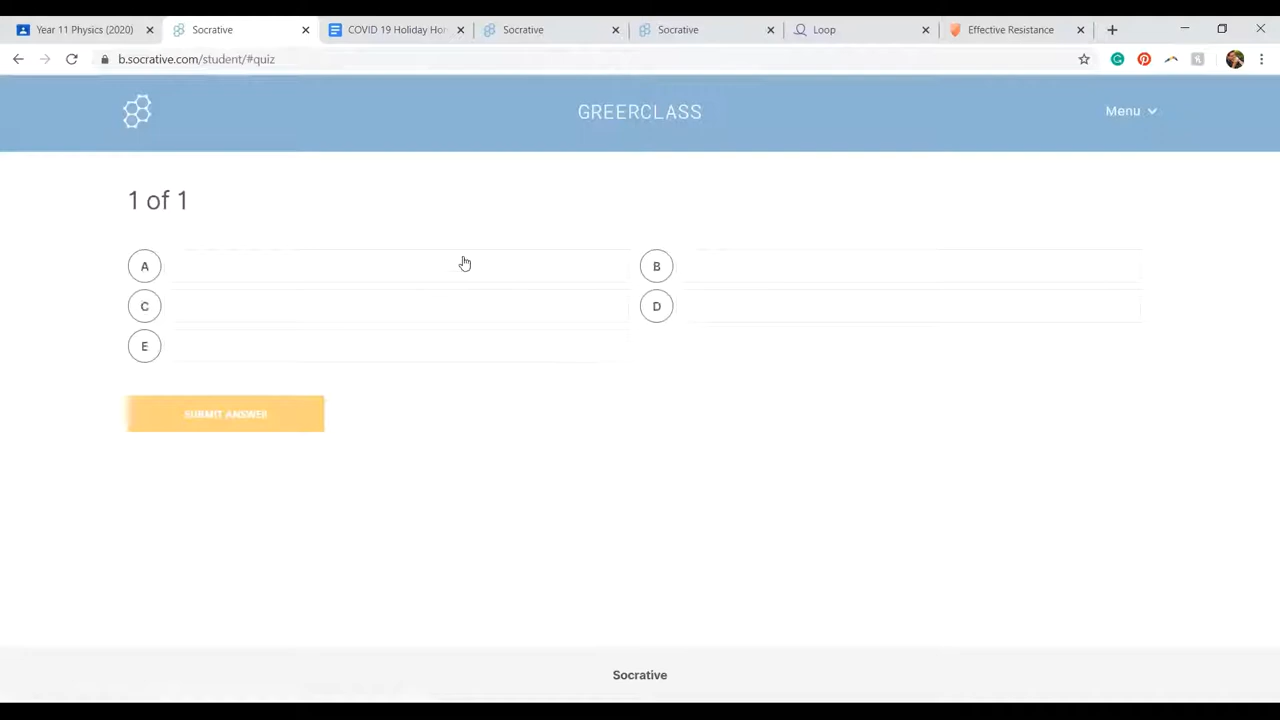 Year 11 Physics (2020)
Socrative
COVID 19 Holiday Ho
Socrative
Socrative
Loop
Effective Resistance
b.socrative.com/student/#quiz
GREERCLASS
Menu
1 of 1
A
B
C
D
E
SUBMIT ANSWER
Socrative